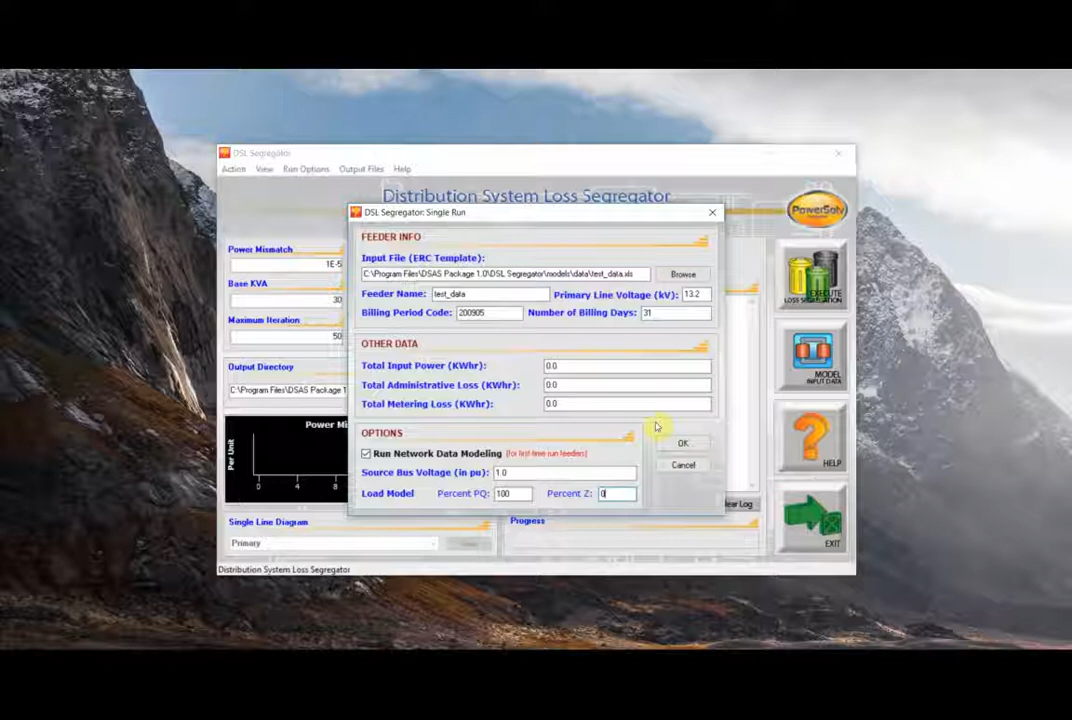 DSL Segregator
Action View Run Options Output Files Help
Distribution System Loss Segregator
PowerSolv
DSL Segregator: Single Run
FEEDER INFO
Input File (ERC Template):
C:\Program Files\DSAS Package 1.0\DSL Segregator\models\data\test_data.xls Browse
Feeder Name: test_data Primary Line Voltage (kV): 13.2
Billing Period Code: 200905 Number of Billing Days: 31
OTHER DATA
Total Input Power (KWhr): 0.0
Total Administrative Loss (KWhr): 0.0
Total Metering Loss (KWhr): 0.0
OPTIONS
Run Network Data Modeling (for first-time run feeders)
Source Bus Voltage (in pu): 1.0
Load Model Percent PQ: 100 Percent Z: 0
OK
Cancel
Power Mismatch
1E-5
Base KVA
30
Maximum Iteration
50
Output Directory
C:\Program Files\DSAS Package 1
Power Mi
Per Unit
0 4 8
Single Line Diagram
Primary
Progress
ear Log
EXECUTE
LOSS SEGREGATION
MODEL
INPUT DATA
HELP
EXIT
Distribution System Loss Segregator